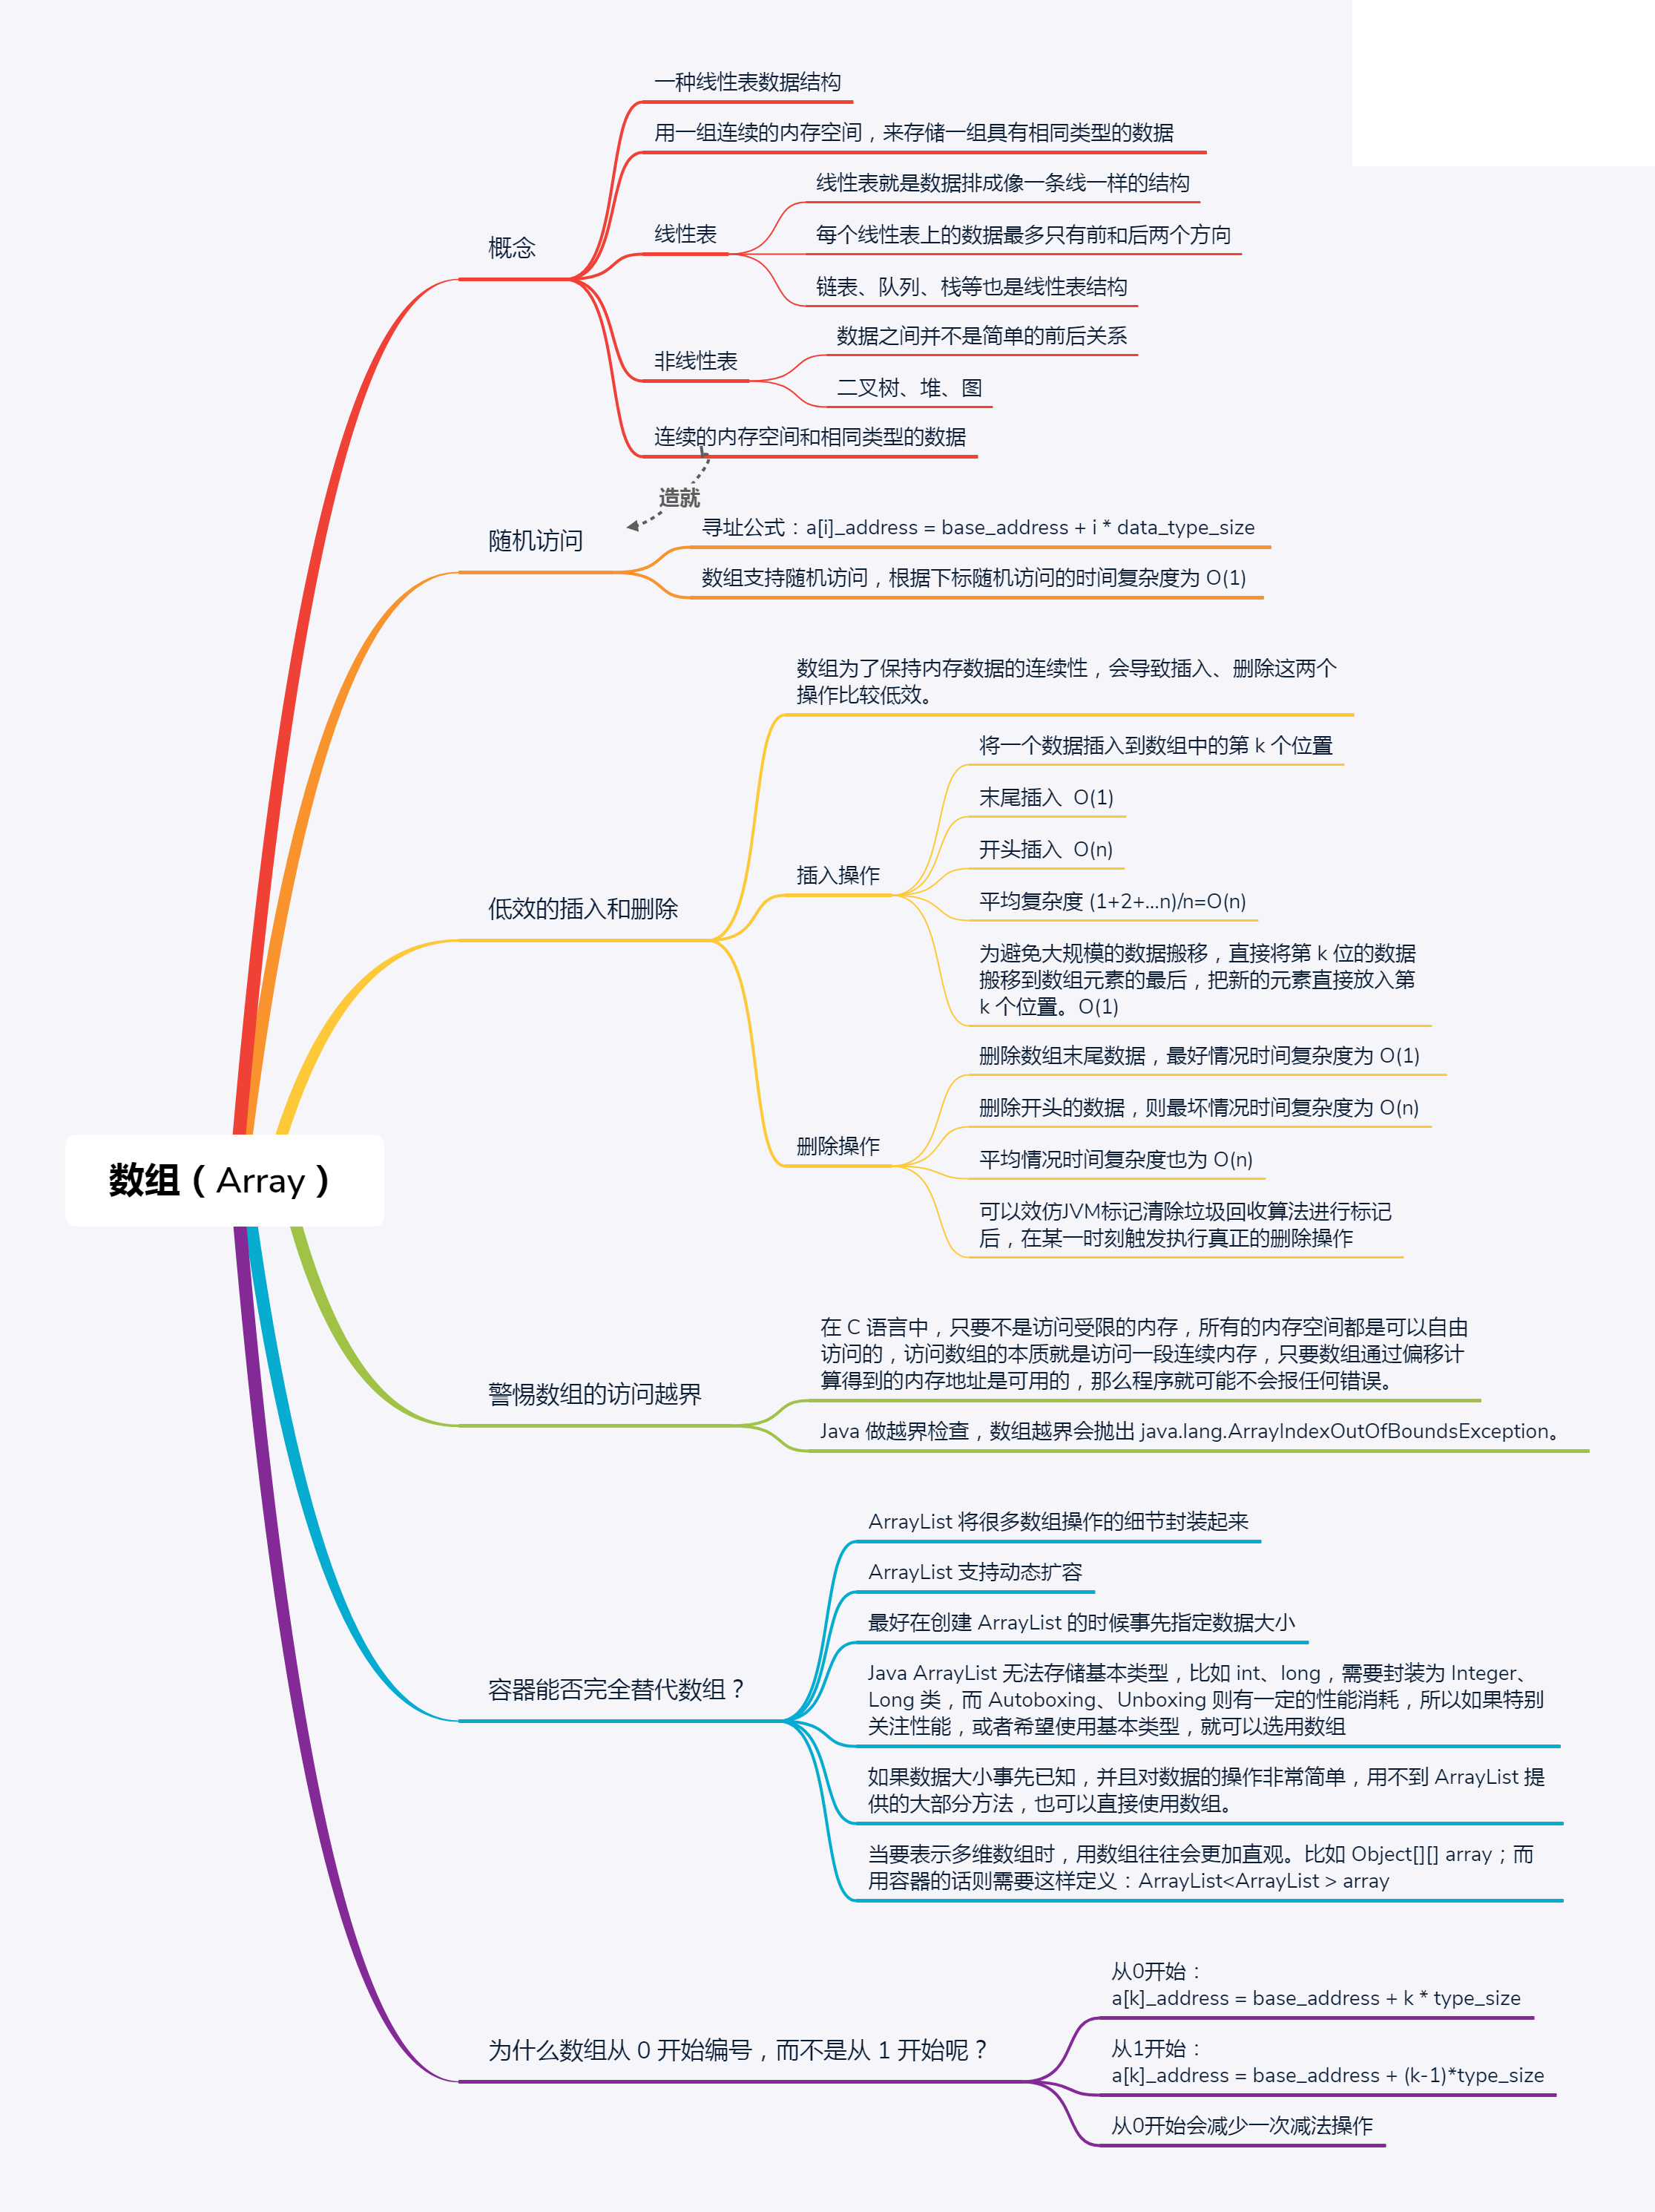 一种线性表数据结构
用一组连续的内存空间，来存储一组具有相同类型的数据
线性表就是数据排成像一条线一样的结构
线性表
每个线性表上的数据最多只有前和后两个方向
概念
链表、队列、栈等也是线性表结构
数据之间并不是简单的前后关系
非线性表
二叉树、堆、图
连续的内存空间和相同类型的数据
造就
随机访问
寻址公式：a[i]_address = base_address + i * data_type_size
数组支持随机访问，根据下标随机访问的时间复杂度为 O(1)
数组为了保持内存数据的连续性，会导致插入、删除这两个
操作比较低效。
将一个数据插入到数组中的第 k 个位置
末尾插入  O(1)
开头插入  O(n)
插入操作
平均复杂度 (1+2+...n)/n=O(n)
低效的插入和删除
为避免大规模的数据搬移，直接将第 k 位的数据
搬移到数组元素的最后，把新的元素直接放入第
k 个位置。O(1)
删除数组末尾数据，最好情况时间复杂度为 O(1)
删除开头的数据，则最坏情况时间复杂度为 O(n)
删除操作
平均情况时间复杂度也为 O(n)
可以效仿JVM标记清除垃圾回收算法进行标记
后，在某一时刻触发执行真正的删除操作
数组（Array）
在 C 语言中，只要不是访问受限的内存，所有的内存空间都是可以自由
访问的，访问数组的本质就是访问一段连续内存，只要数组通过偏移计
算得到的内存地址是可用的，那么程序就可能不会报任何错误。
警惕数组的访问越界
Java 做越界检查，数组越界会抛出 java.lang.ArrayIndexOutOfBoundsException。
ArrayList 将很多数组操作的细节封装起来
ArrayList 支持动态扩容
最好在创建 ArrayList 的时候事先指定数据大小
容器能否完全替代数组？
Java ArrayList 无法存储基本类型，比如 int、long，需要封装为 Integer、
Long 类，而 Autoboxing、Unboxing 则有一定的性能消耗，所以如果特别
关注性能，或者希望使用基本类型，就可以选用数组
如果数据大小事先已知，并且对数据的操作非常简单，用不到 ArrayList 提
供的大部分方法，也可以直接使用数组。
当要表示多维数组时，用数组往往会更加直观。比如 Object[][] array；而
用容器的话则需要这样定义：ArrayList<ArrayList > array
从0开始：
a[k]_address = base_address + k * type_size
为什么数组从 0 开始编号，而不是从 1 开始呢？
从1开始：
a[k]_address = base_address + (k-1)*type_size
从0开始会减少一次减法操作